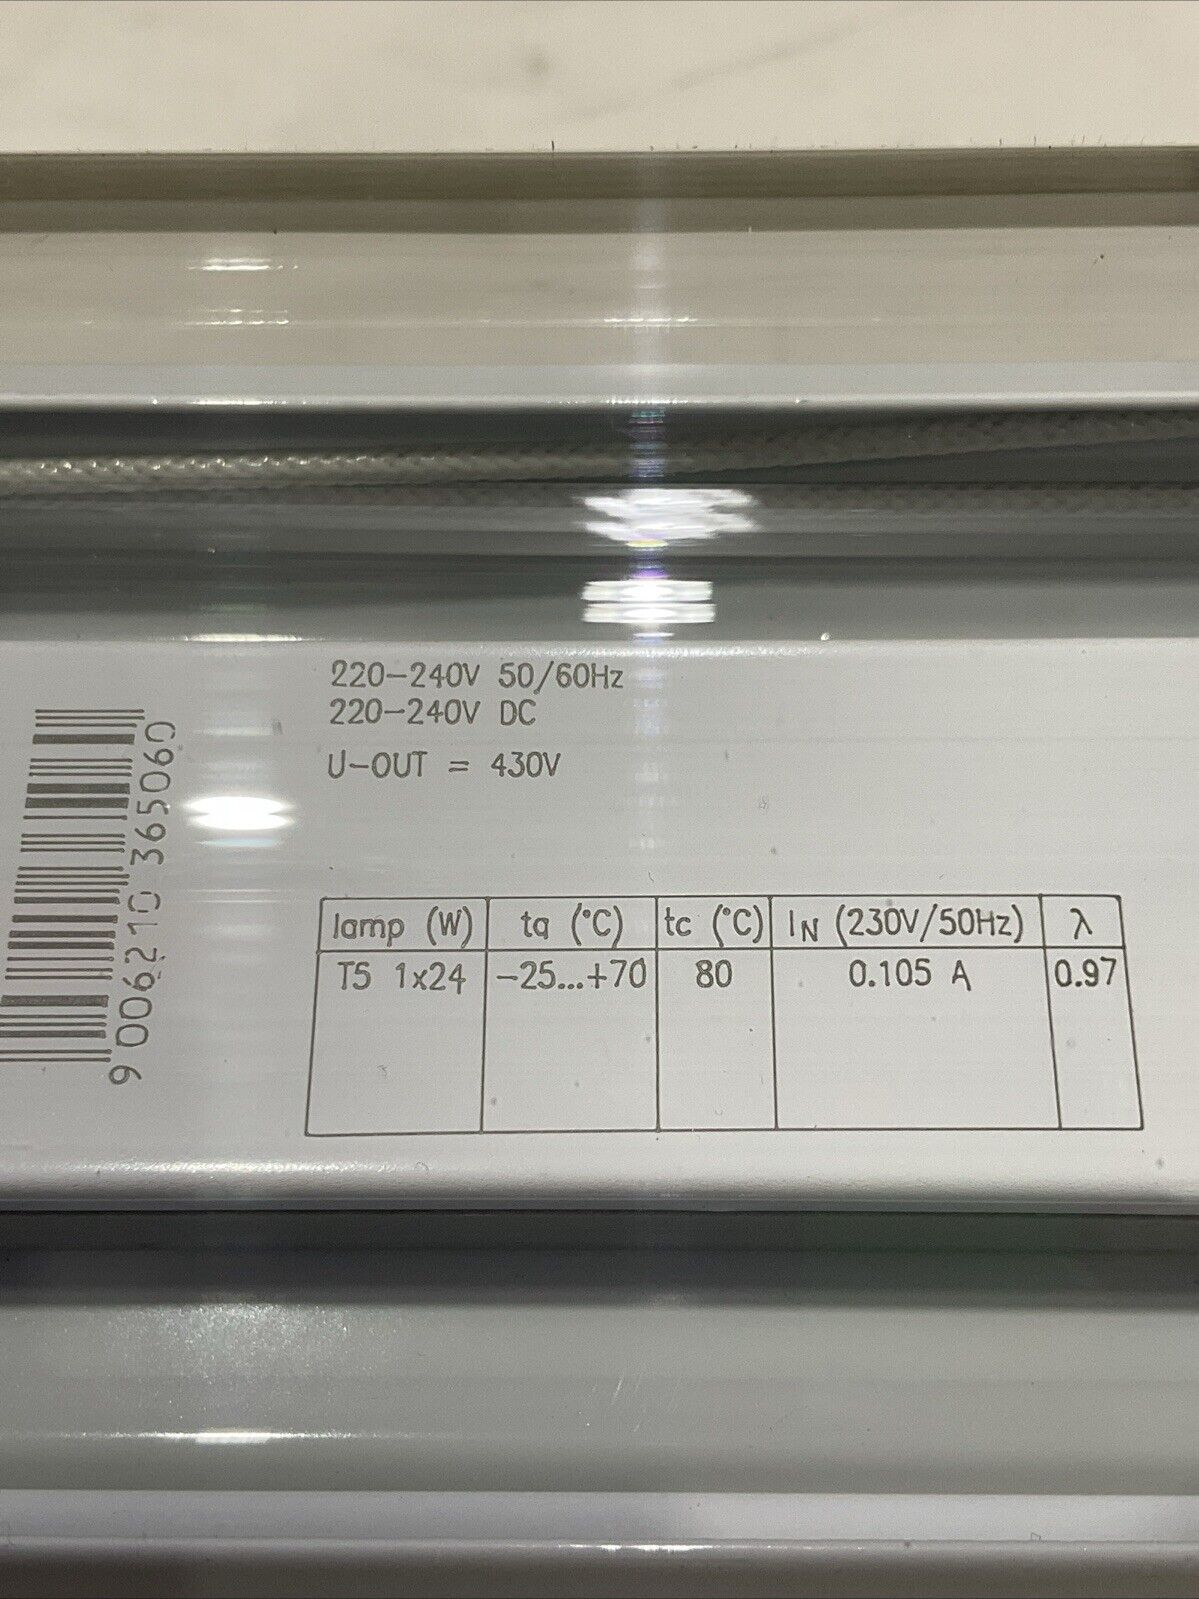 220-240V 50/60Hz
220-240V DC
U-OUT = 430V
lamp (W) ta (°C) tc (°C) IN (230V/50Hz) λ
T5 1x24 -25...+70 80 0.105 A 0.97
9 006210 365060